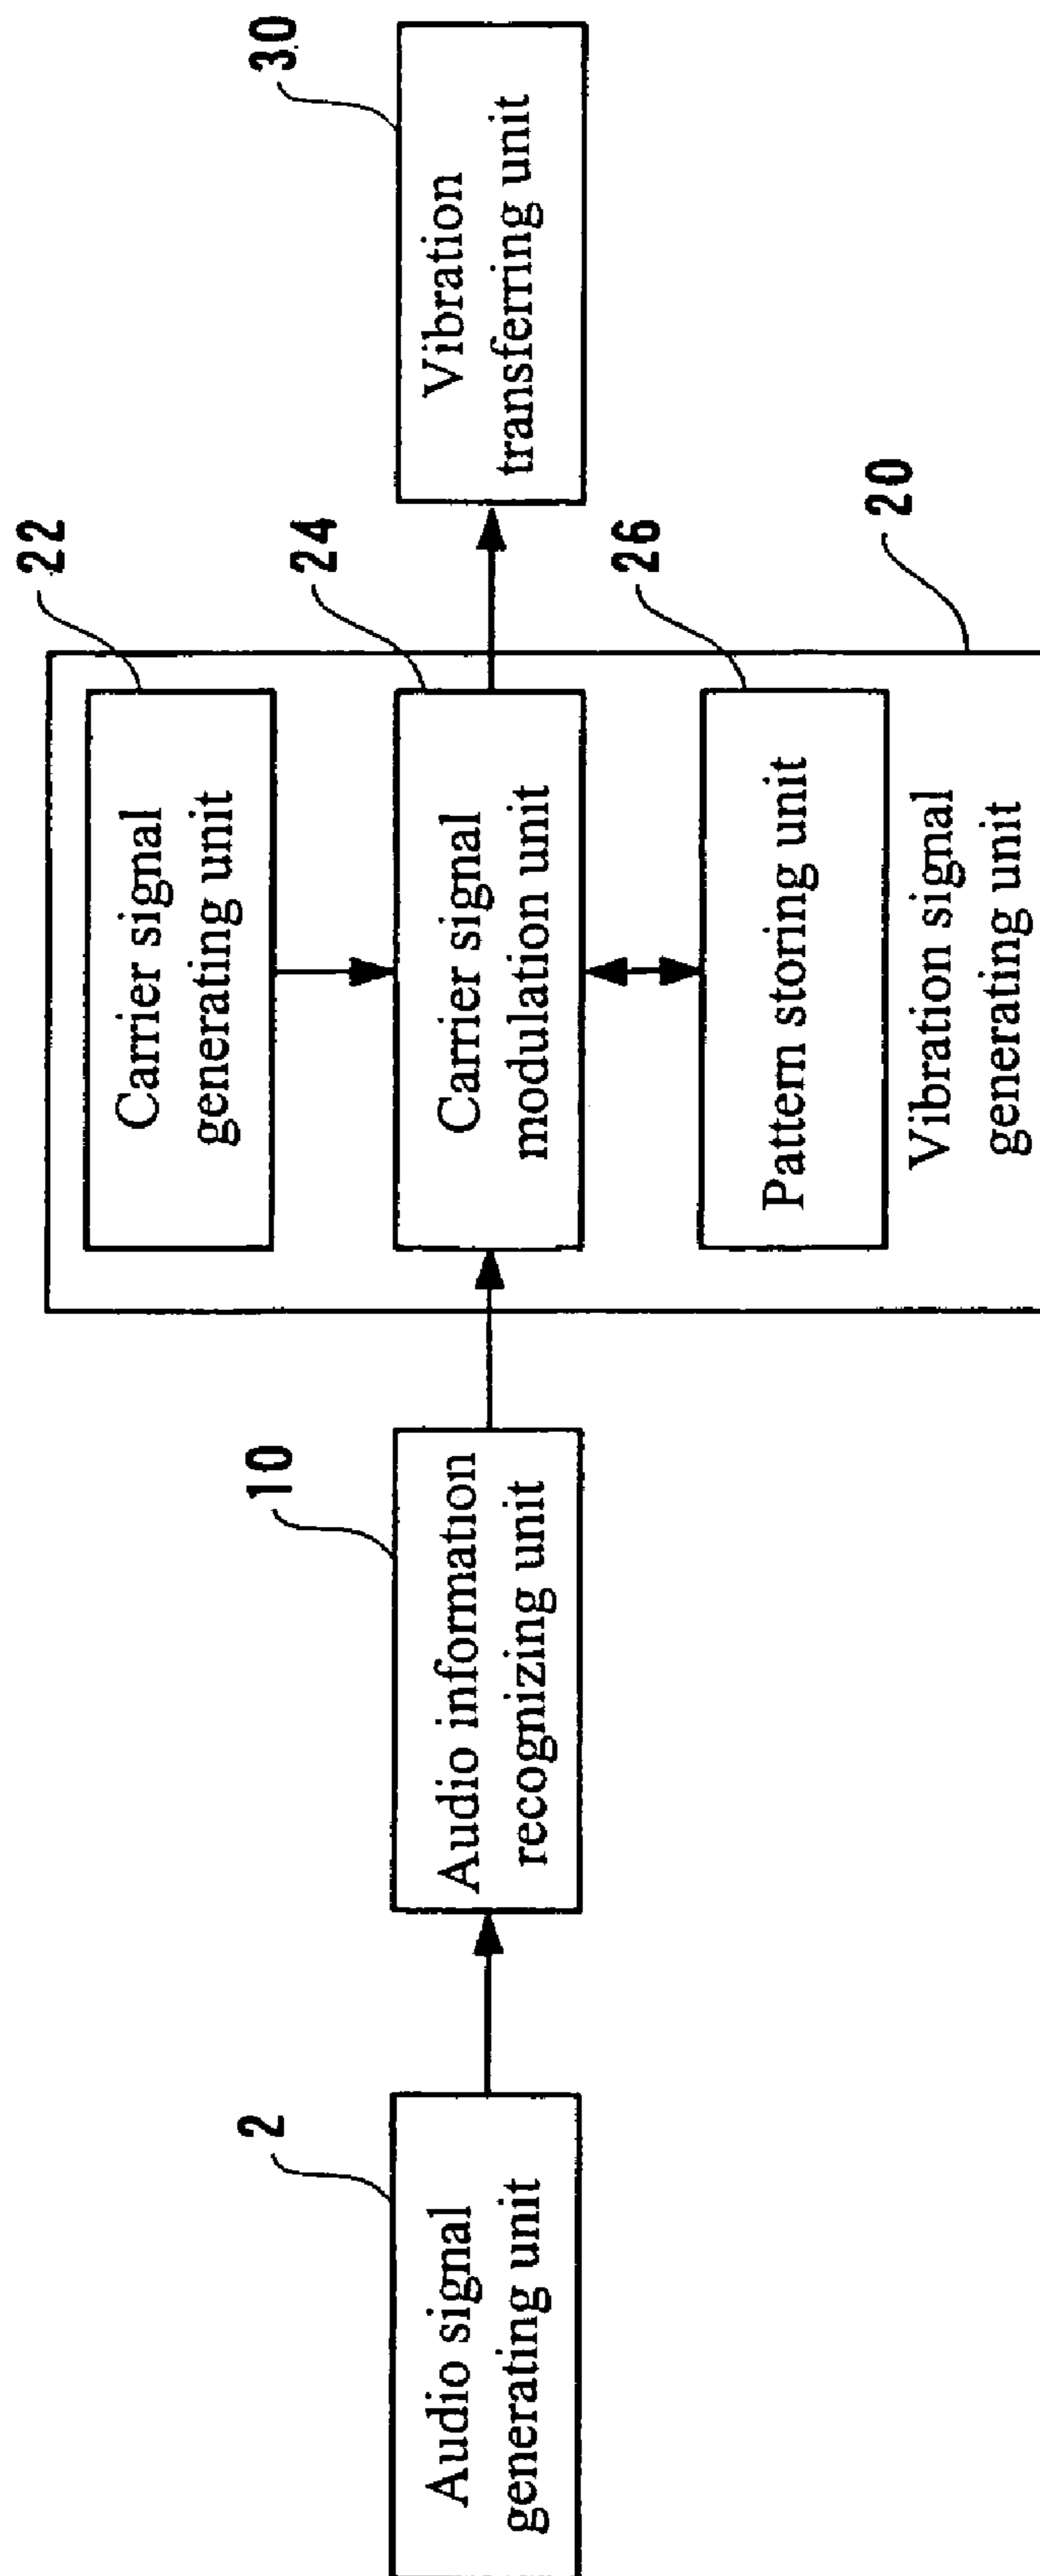 2
Audio signal
generating unit
10
Audio information
recognizing unit
22
Carrier signal
generating unit
24
Carrier signal
modulation unit
26
Pattern storing unit
20
Vibration signal
generating unit
30
Vibration
transferring unit